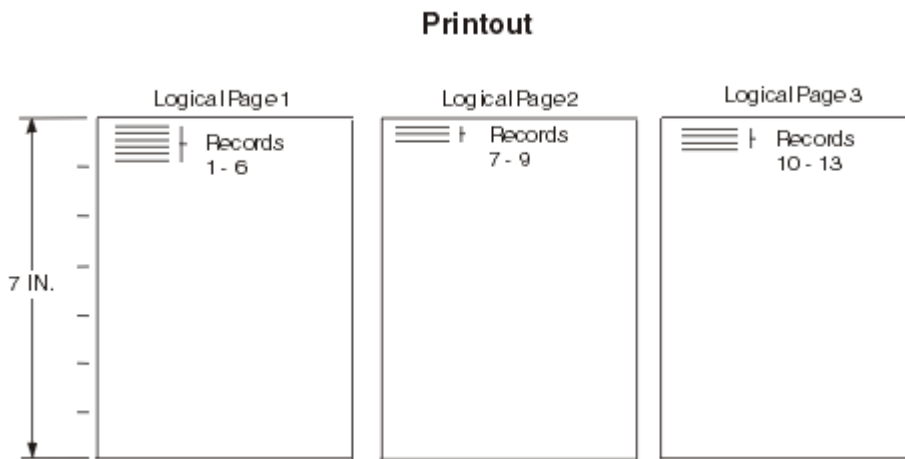 Printout
Logical Page 1
Logical Page 2
Logical Page 3
Records
1 - 6
Records
7 - 9
Records
10 - 13
7 IN.